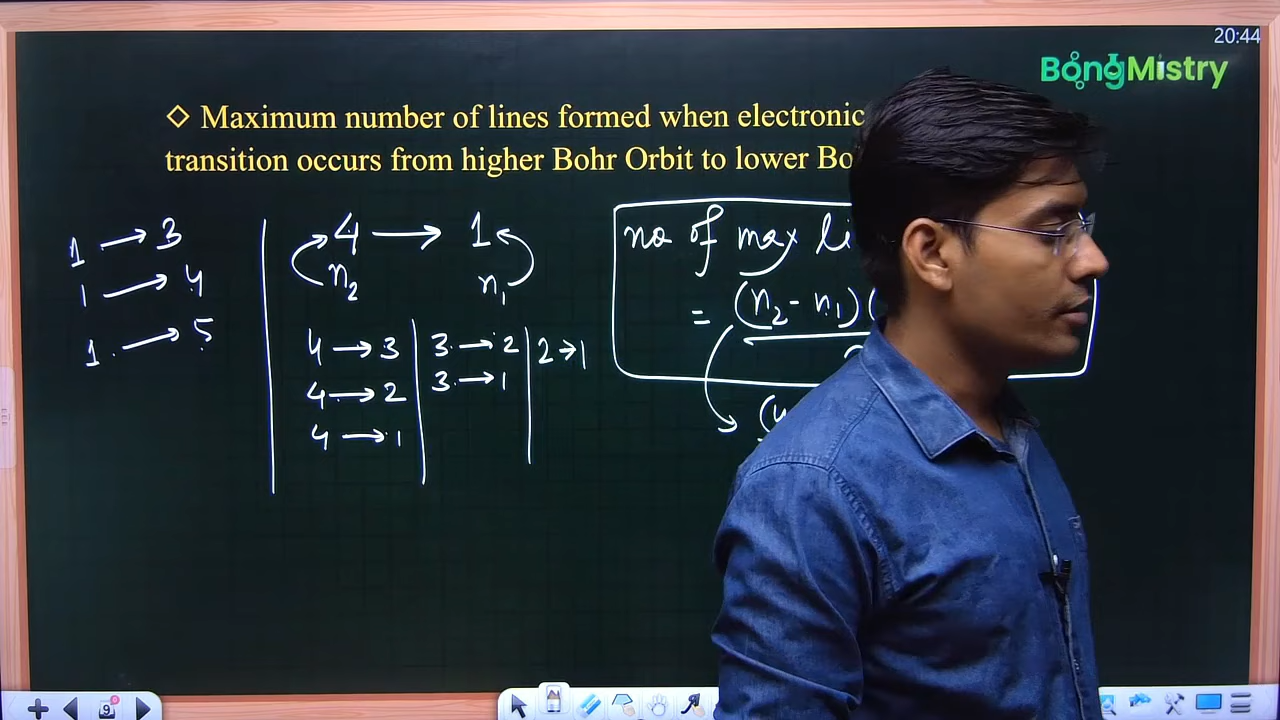 20:44
BongMistry
◇ Maximum number of lines formed when electronic
transition occurs from higher Bohr Orbit to lower
1 → 3
1 → 4
1 → 5
4 → 1
n₂ n₁
4 → 3
4 → 2
4 → 1
3 → 2
3 → 1
2 → 1
no of max
= (n₂ - n₁)(
9